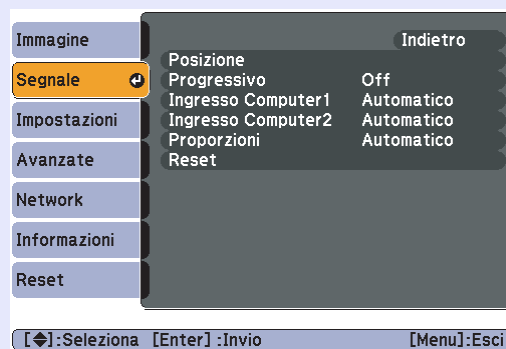 Immagine
Segnale
Impostazioni
Avanzate
Network
Informazioni
Reset
Indietro
Posizione
Progressivo Off
Ingresso Computer1 Automatico
Ingresso Computer2 Automatico
Proporzioni Automatico
Reset
[◆]:Seleziona [Enter] :Invio [Menu]:Esci